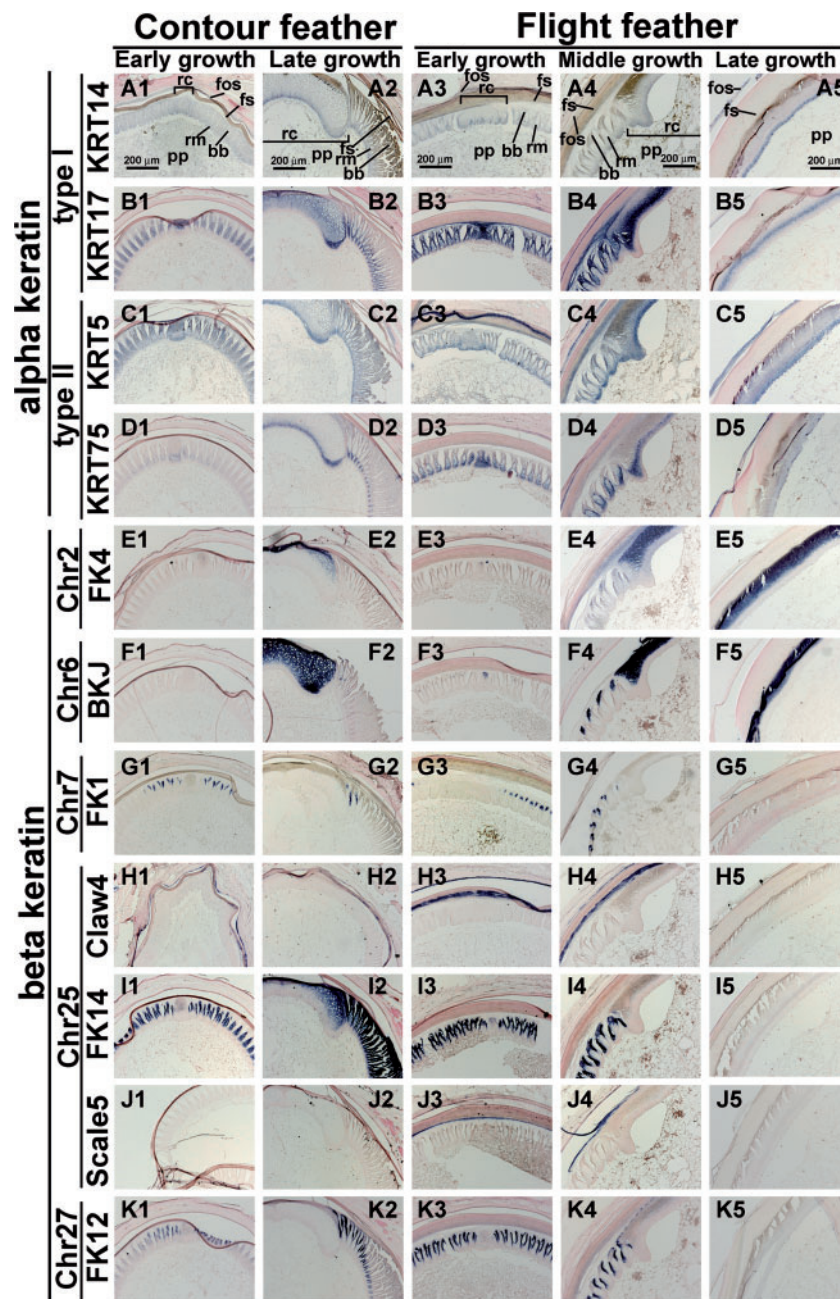 Contour feather Flight feather
Early growth Late growth Early growth Middle growth Late growth
alpha keratin
type I
KRT14
A1 rc fos fs rm bb pp 200 μm
A2 rc pp fs rm bb 200 μm
A3 fos rc fs bb rm pp 200 μm
A4 fs fos rm bb rc pp 200 μm
A5 fos fs pp 200 μm
KRT17
B1 B2 B3 B4 B5
type II
KRT5
C1 C2 C3 C4 C5
KRT75
D1 D2 D3 D4 D5
beta keratin
Chr2
FK4
E1 E2 E3 E4 E5
Chr6
BKJ
F1 F2 F3 F4 F5
Chr7
FK1
G1 G2 G3 G4 G5
Chr25
Claw4
H1 H2 H3 H4 H5
FK14
I1 I2 I3 I4 I5
Scale5
J1 J2 J3 J4 J5
Chr27
FK12
K1 K2 K3 K4 K5